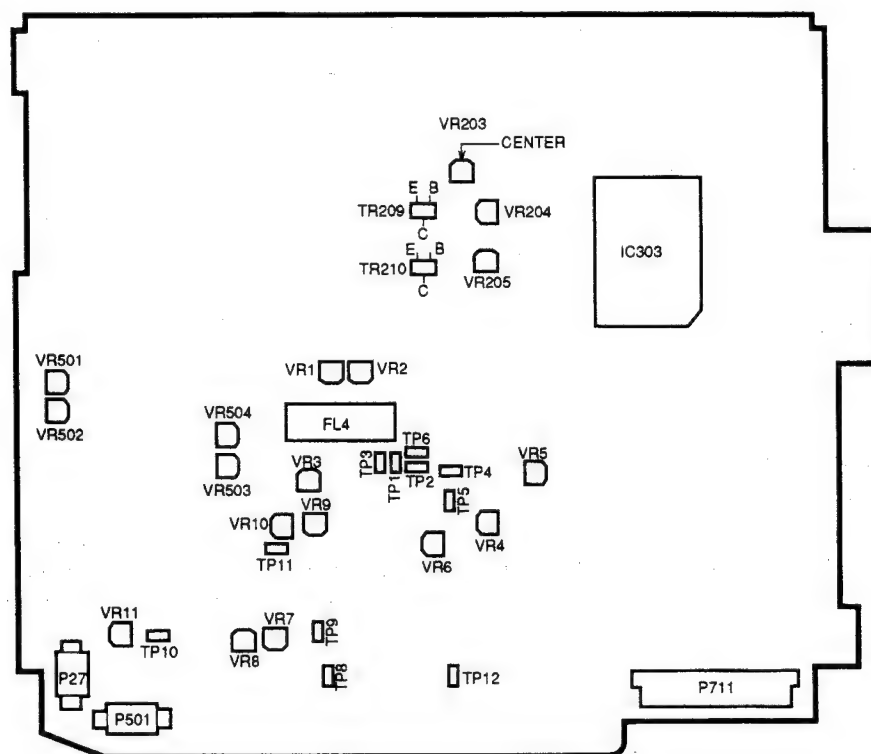 VR203
CENTER
E B
TR209
C
VR204
E B
TR210
C
VR205
IC303
VR501
VR502
VR1
VR2
VR504
VR503
FL4
TP6
TP3
TP1
TP2
TP4
TP5
VR5
VR3
VR9
VR10
TP11
VR4
VR6
VR11
TP10
VR7
VR8
TP9
TP8
TP12
P27
P501
P711